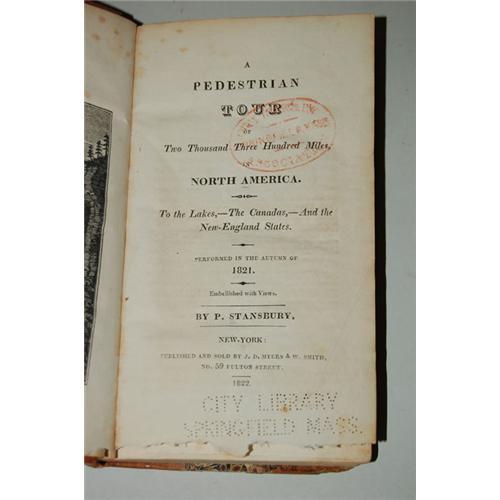 A
PEDESTRIAN
TOUR
OF
Two Thousand Three Hundred Miles,
IN
NORTH AMERICA.
To the Lakes,—The Canadas,—And the
New-England States.
PERFORMED IN THE AUTUMN OF
1821.
Embellished with Views.
BY P. STANSBURY.
NEW-YORK:
PUBLISHED AND SOLD BY J. D. MYERS & W. SMITH,
NO. 59 FULTON STREET.
1822.
CITY LIBRARY
SPRINGFIELD MASS.